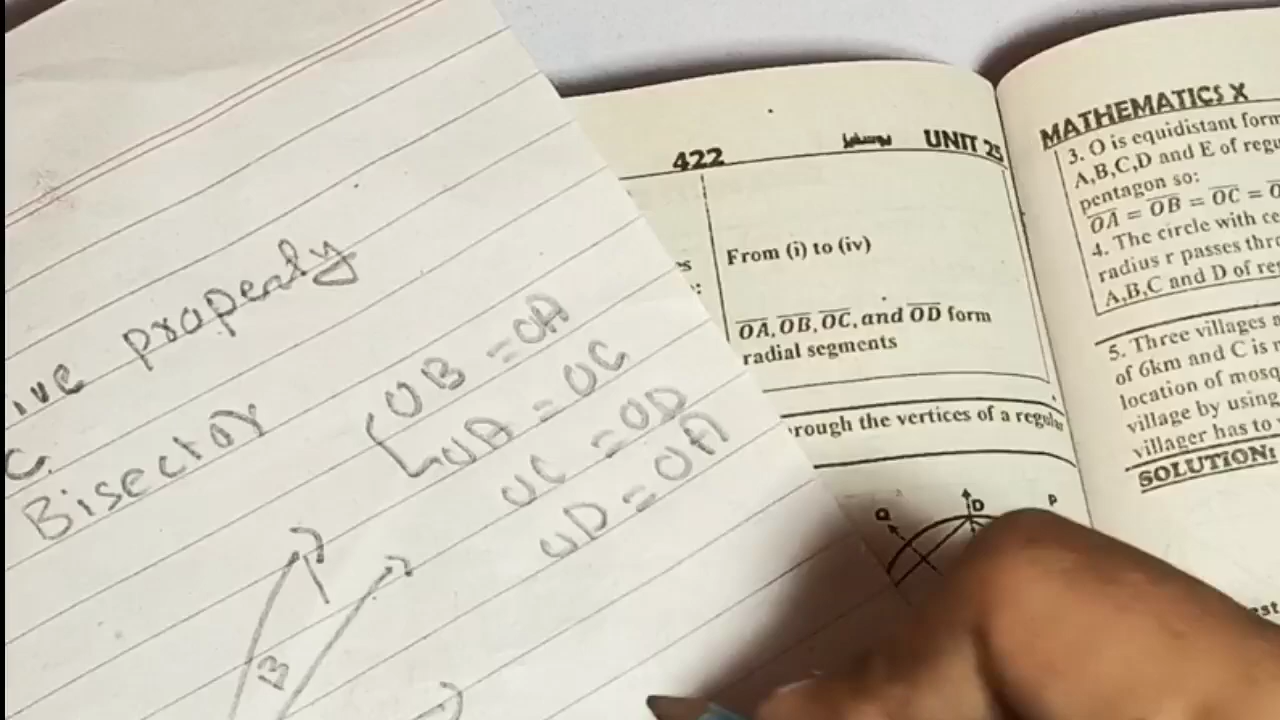 ive propealy
C.
Bisector
OB = OA
OA = OC
OC = OD
OD = OA
B
422
UNIT 25
From (i) to (iv)
OA, OB, OC, and OD form
radial segments
rough the vertices of a regular
Q
D
P
MATHEMATICS X
3. O is equidistant form
A,B,C,D and E of regu
pentagon so:
OA = OB = OC = O
4. The circle with ce
radius r passes thro
A,B,C and D of reg
5. Three villages a
of 6km and C is n
location of mosq
village by using
villager has to
SOLUTION: